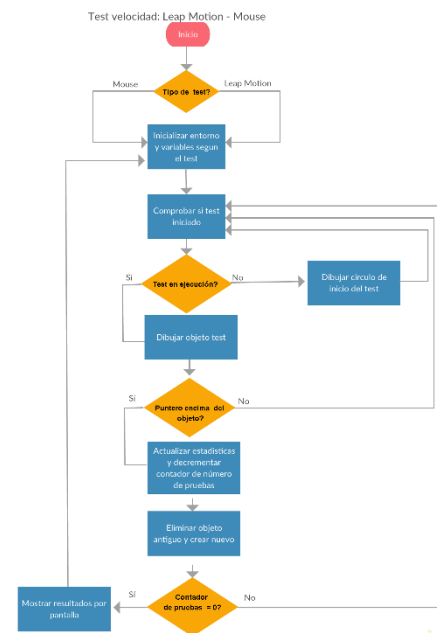 Test velocidad: Leap Motion - Mouse
Inicio
Tipo de test?
Mouse
Leap Motion
Inicializar entorno
y variables segun
el test
Comprobar si test
iniciado
Test en ejecución?
Si
No
Dibujar circulo de
inicio del test
Dibujar objeto test
Puntero encima del
objeto?
Si
No
Actualizar estadisticas
y decrementar
contador de número
de pruebas
Eliminar objeto
antiguo y crear nuevo
Contador
de pruebas = 0?
Sí
No
Mostrar resultados por
pantalla